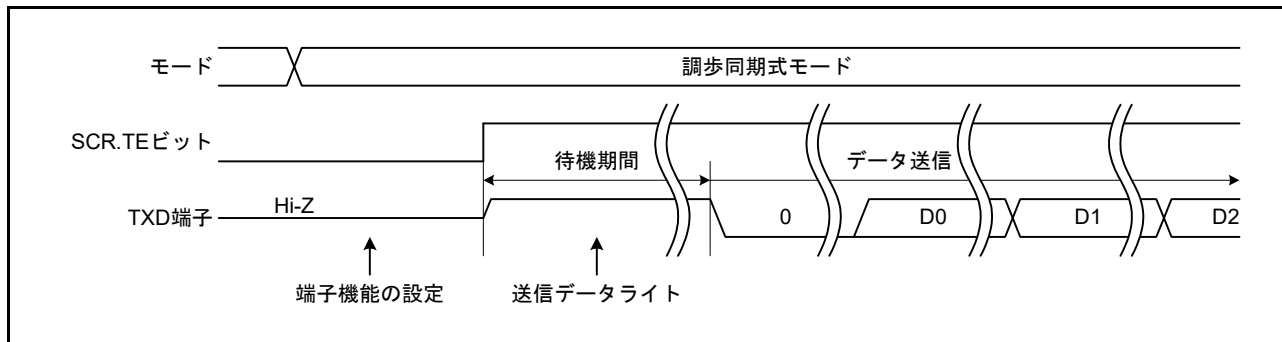 モード
調歩同期式モード
SCR.TEビット
待機期間
データ送信
TXD端子
Hi-Z
0
D0
D1
D2
端子機能の設定
送信データライト